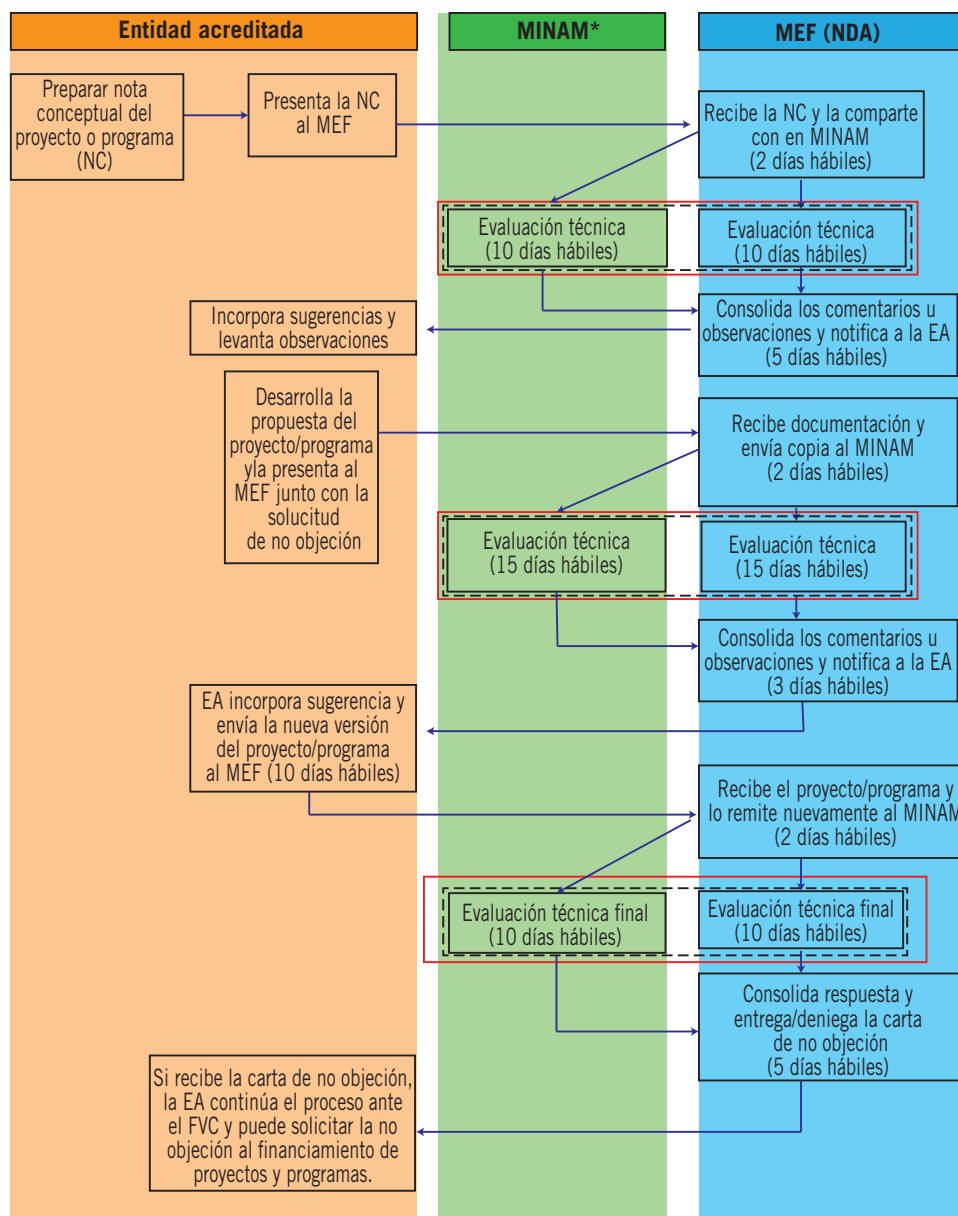 Entidad acreditada
MINAM*
MEF (NDA)
Preparar nota
conceptual del
proyecto o programa
(NC)
Presenta la NC
al MEF
Recibe la NC y la comparte
con en MINAM
(2 días hábiles)
Evaluación técnica
(10 días hábiles)
Evaluación técnica
(10 días hábiles)
Consolida los comentarios u
observaciones y notifica a la EA
(5 días hábiles)
Incorpora sugerencias y
levanta observaciones
Desarrolla la
propuesta del
proyecto/programa
yla presenta al
MEF junto con la
solucitud
de no objeción
Recibe documentación y
envía copia al MINAM
(2 días hábiles)
Evaluación técnica
(15 días hábiles)
Evaluación técnica
(15 días hábiles)
Consolida los comentarios u
observaciones y notifica a la EA
(3 días hábiles)
EA incorpora sugerencia y
envía la nueva versión
del proyecto/programa
al MEF (10 días hábiles)
Recibe el proyecto/programa y
lo remite nuevamente al MINAM
(2 días hábiles)
Evaluación técnica final
(10 días hábiles)
Evaluación técnica final
(10 días hábiles)
Consolida respuesta y
entrega/deniega la carta
de no objeción
(5 días hábiles)
Si recibe la carta de no objeción,
la EA continúa el proceso ante
el FVC y puede solicitar la no
objeción al financiamiento de
proyectos y programas.